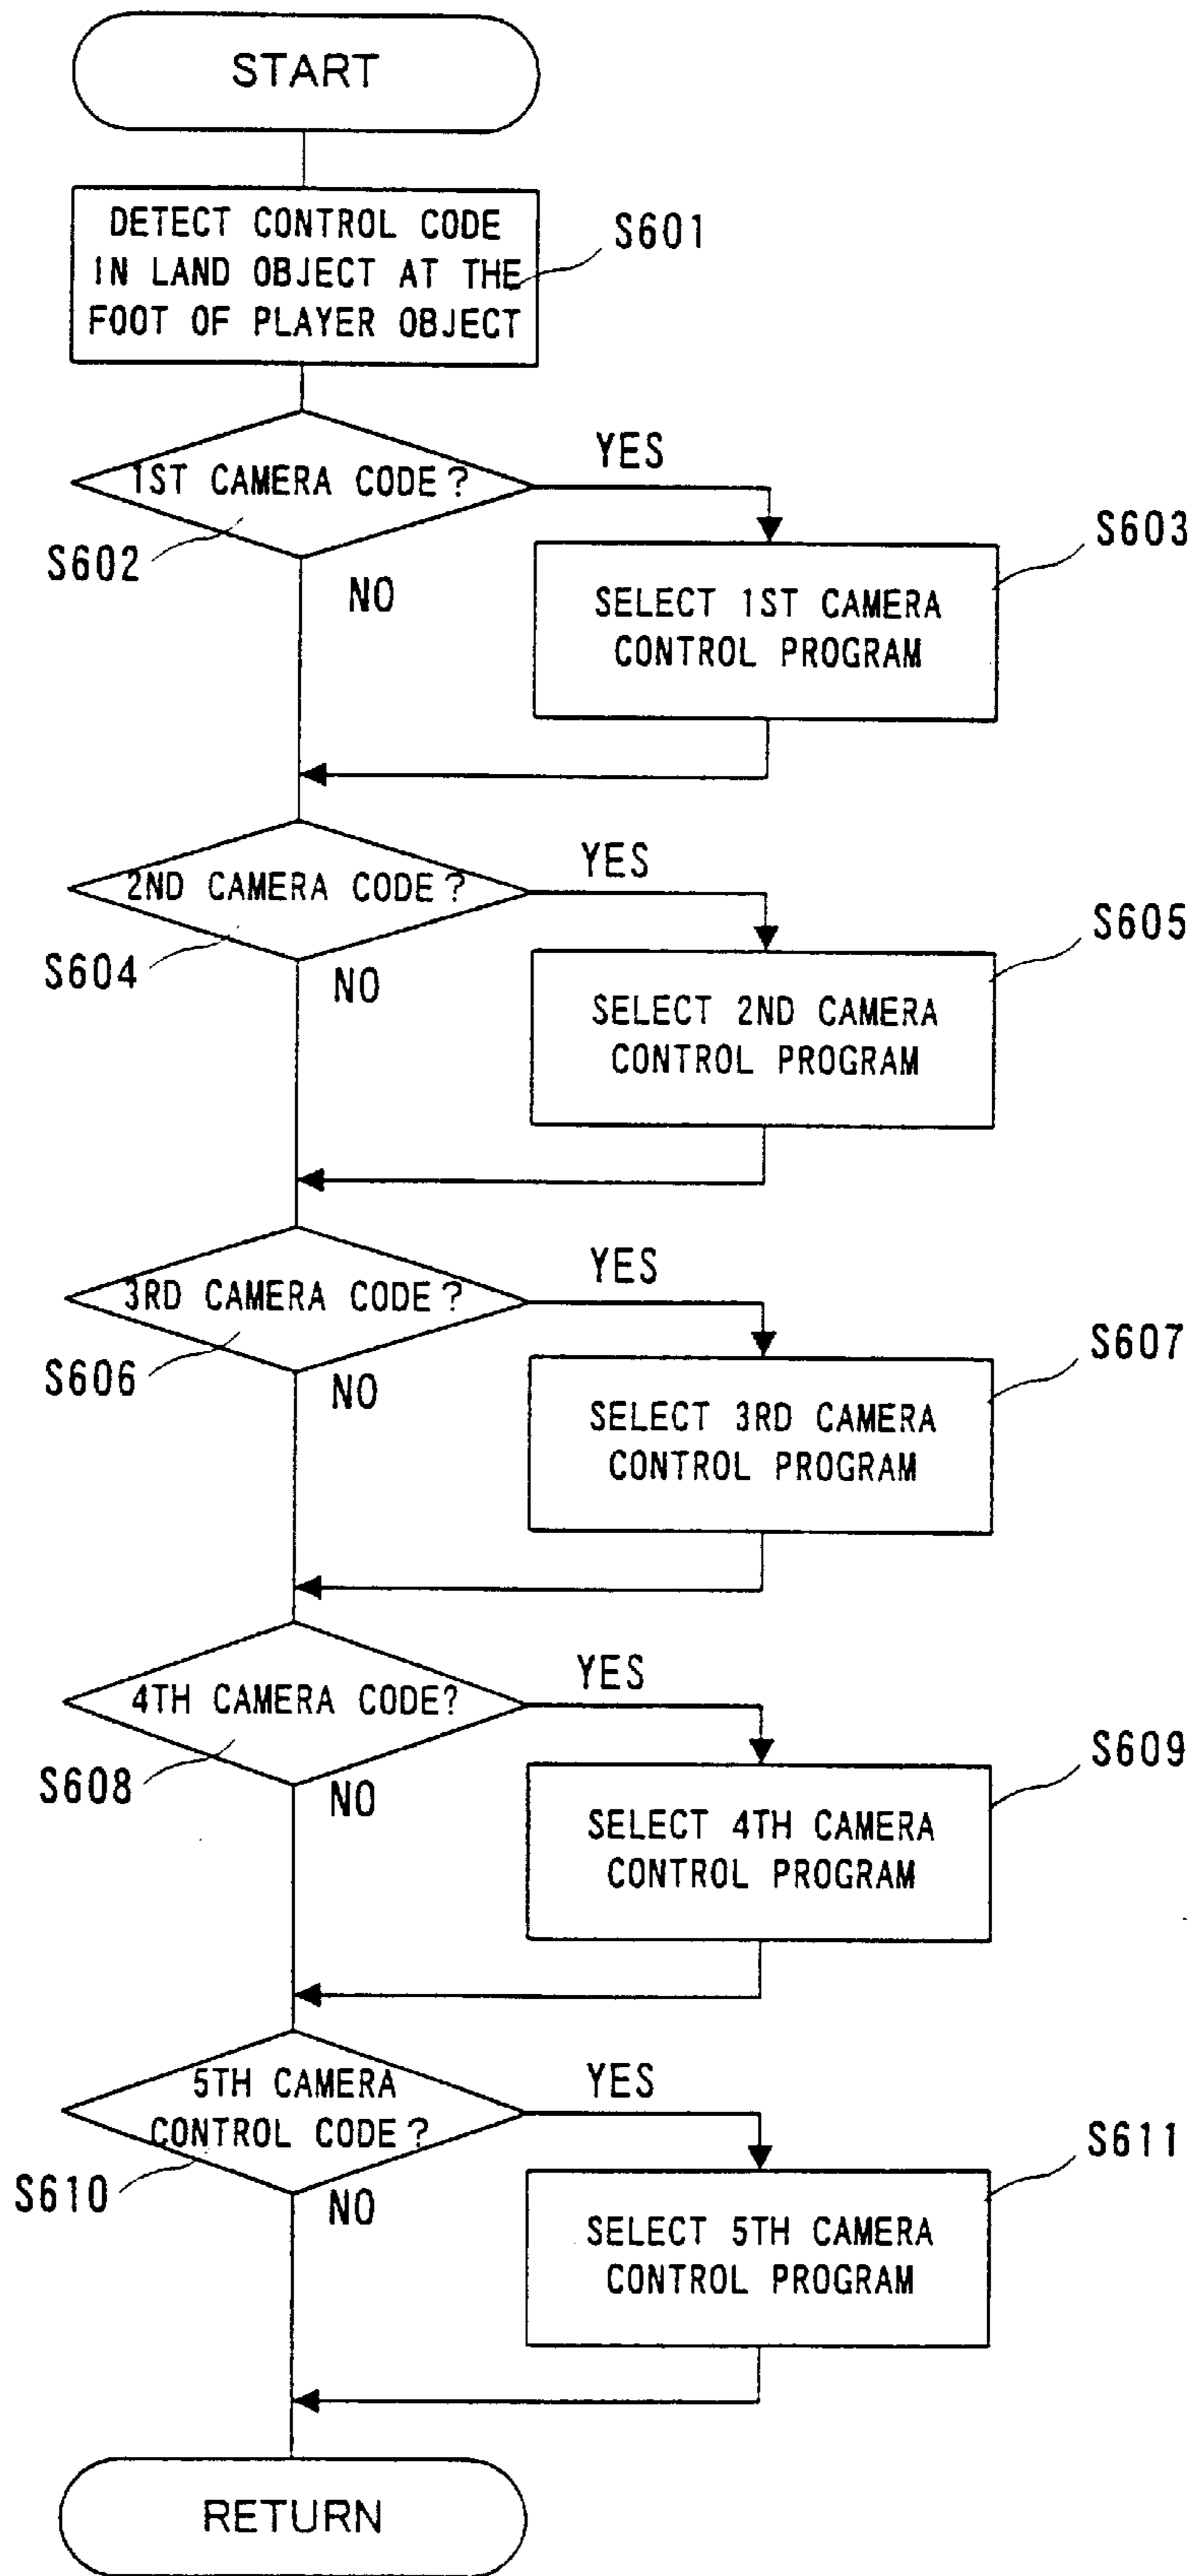 START
DETECT CONTROL CODE
IN LAND OBJECT AT THE
FOOT OF PLAYER OBJECT
S601
1ST CAMERA CODE?
YES
S602
NO
S603
SELECT 1ST CAMERA
CONTROL PROGRAM
2ND CAMERA CODE?
YES
S604
NO
S605
SELECT 2ND CAMERA
CONTROL PROGRAM
3RD CAMERA CODE?
YES
S606
NO
S607
SELECT 3RD CAMERA
CONTROL PROGRAM
4TH CAMERA CODE?
YES
S608
NO
S609
SELECT 4TH CAMERA
CONTROL PROGRAM
5TH CAMERA
CONTROL CODE?
YES
S610
NO
S611
SELECT 5TH CAMERA
CONTROL PROGRAM
RETURN